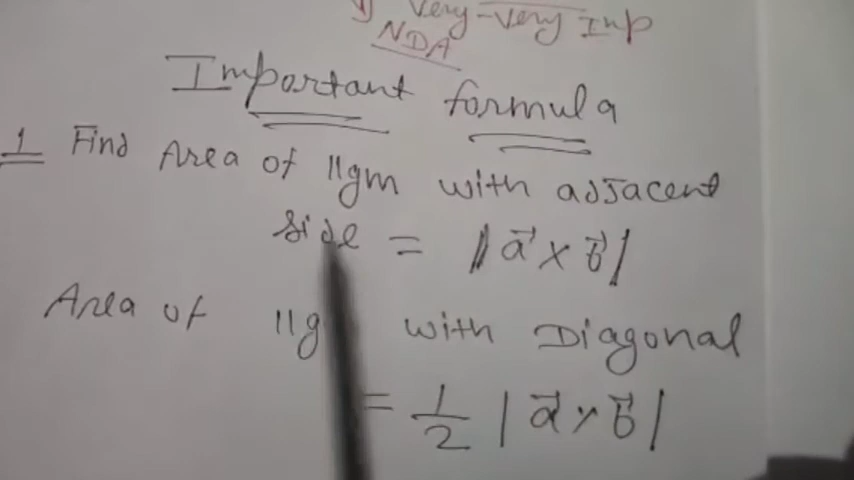 Very-Very Imp
NDA
Important formula
1 Find Area of llgm with adjacent
side = |a⃗ × b⃗|
Area of llg with Diagonal
= 1/2 |a⃗ × b⃗|